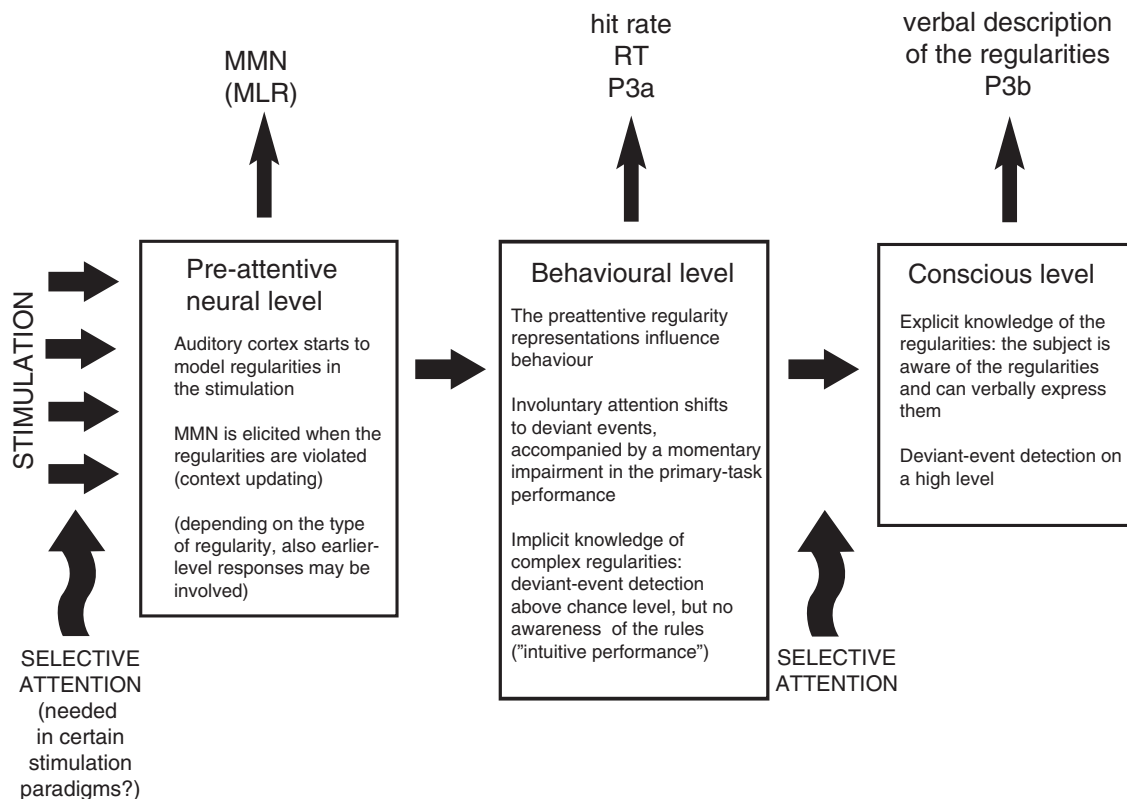 MMN
(MLR)
hit rate
RT
P3a
verbal description
of the regularities
P3b
STIMULATION
Pre-attentive
neural level
Auditory cortex starts to
model regularities in
the stimulation
MMN is elicited when the
regularities are violated
(context updating)
(depending on the type
of regularity, also earlier-
level responses may be
involved)
Behavioural level
The preattentive regularity
representations influence
behaviour
Involuntary attention shifts
to deviant events,
accompanied by a momentary
impairment in the primary-task
performance
Implicit knowledge of
complex regularities:
deviant-event detection
above chance level, but no
awareness of the rules
("intuitive performance")
Conscious level
Explicit knowledge of the
regularities: the subject is
aware of the regularities
and can verbally express
them
Deviant-event detection on
a high level
SELECTIVE
ATTENTION
(needed
in certain
stimulation
paradigms?)
SELECTIVE
ATTENTION